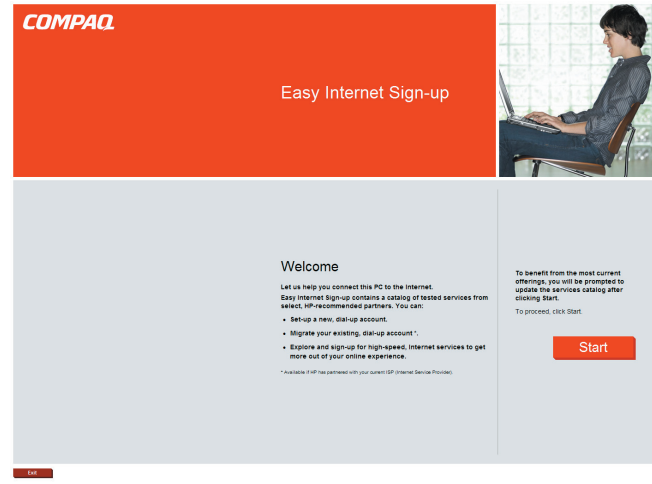 COMPAQ
Easy Internet Sign-up
Welcome
Let us help you connect this PC to the Internet.
Easy Internet Sign-up contains a catalog of tested services from
select, HP-recommended partners. You can:
• Set-up a new, dial-up account.
• Migrate your existing, dial-up account *.
• Explore and sign-up for high-speed, Internet services to get
more out of your online experience.
* Available if HP has partnered with your current ISP (Internet Service Provider).
To benefit from the most current
offerings, you will be prompted to
update the services catalog after
clicking Start.
To proceed, click Start.
Start
Exit